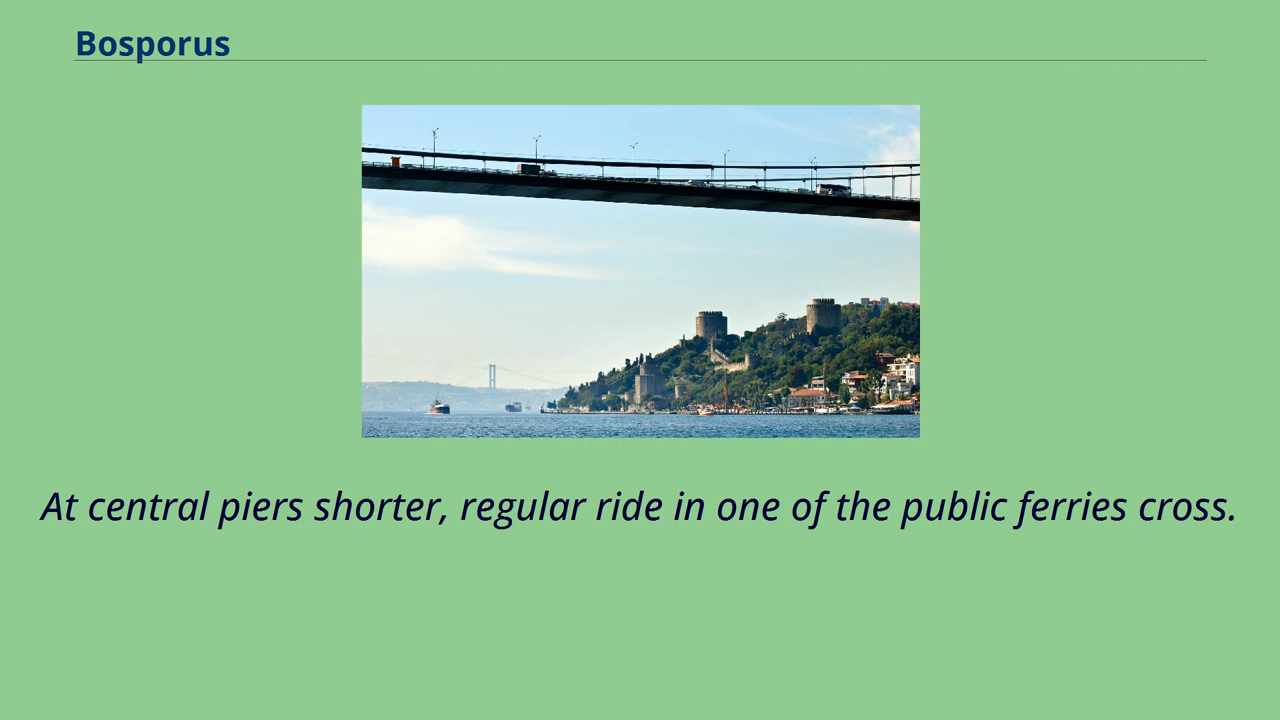 Bosporus
At central piers shorter, regular ride in one of the public ferries cross.